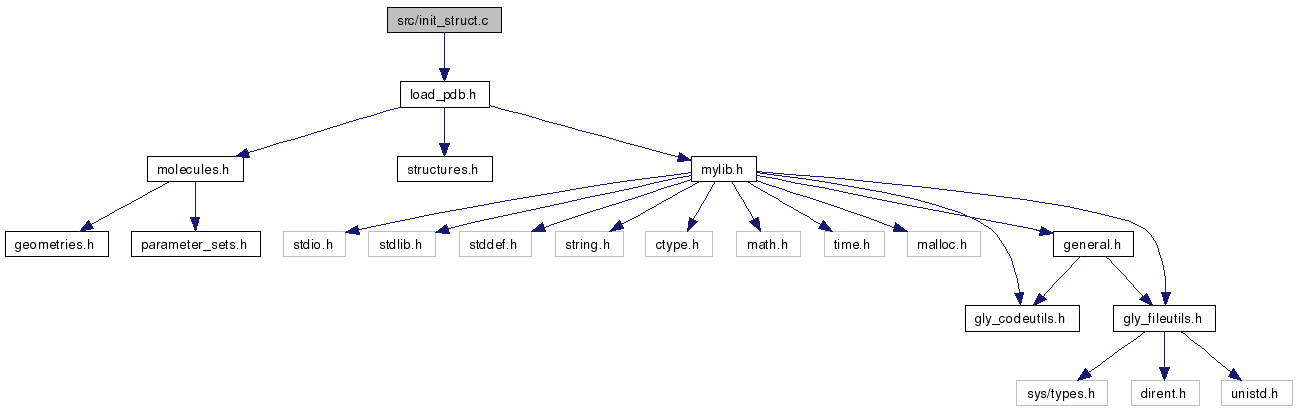 src/init_struct.c
load_pdb.h
molecules.h
structures.h
mylib.h
geometries.h
parameter_sets.h
stdio.h
stdlib.h
stddef.h
string.h
ctype.h
math.h
time.h
malloc.h
general.h
gly_codeutils.h
gly_fileutils.h
sys/types.h
dirent.h
unistd.h